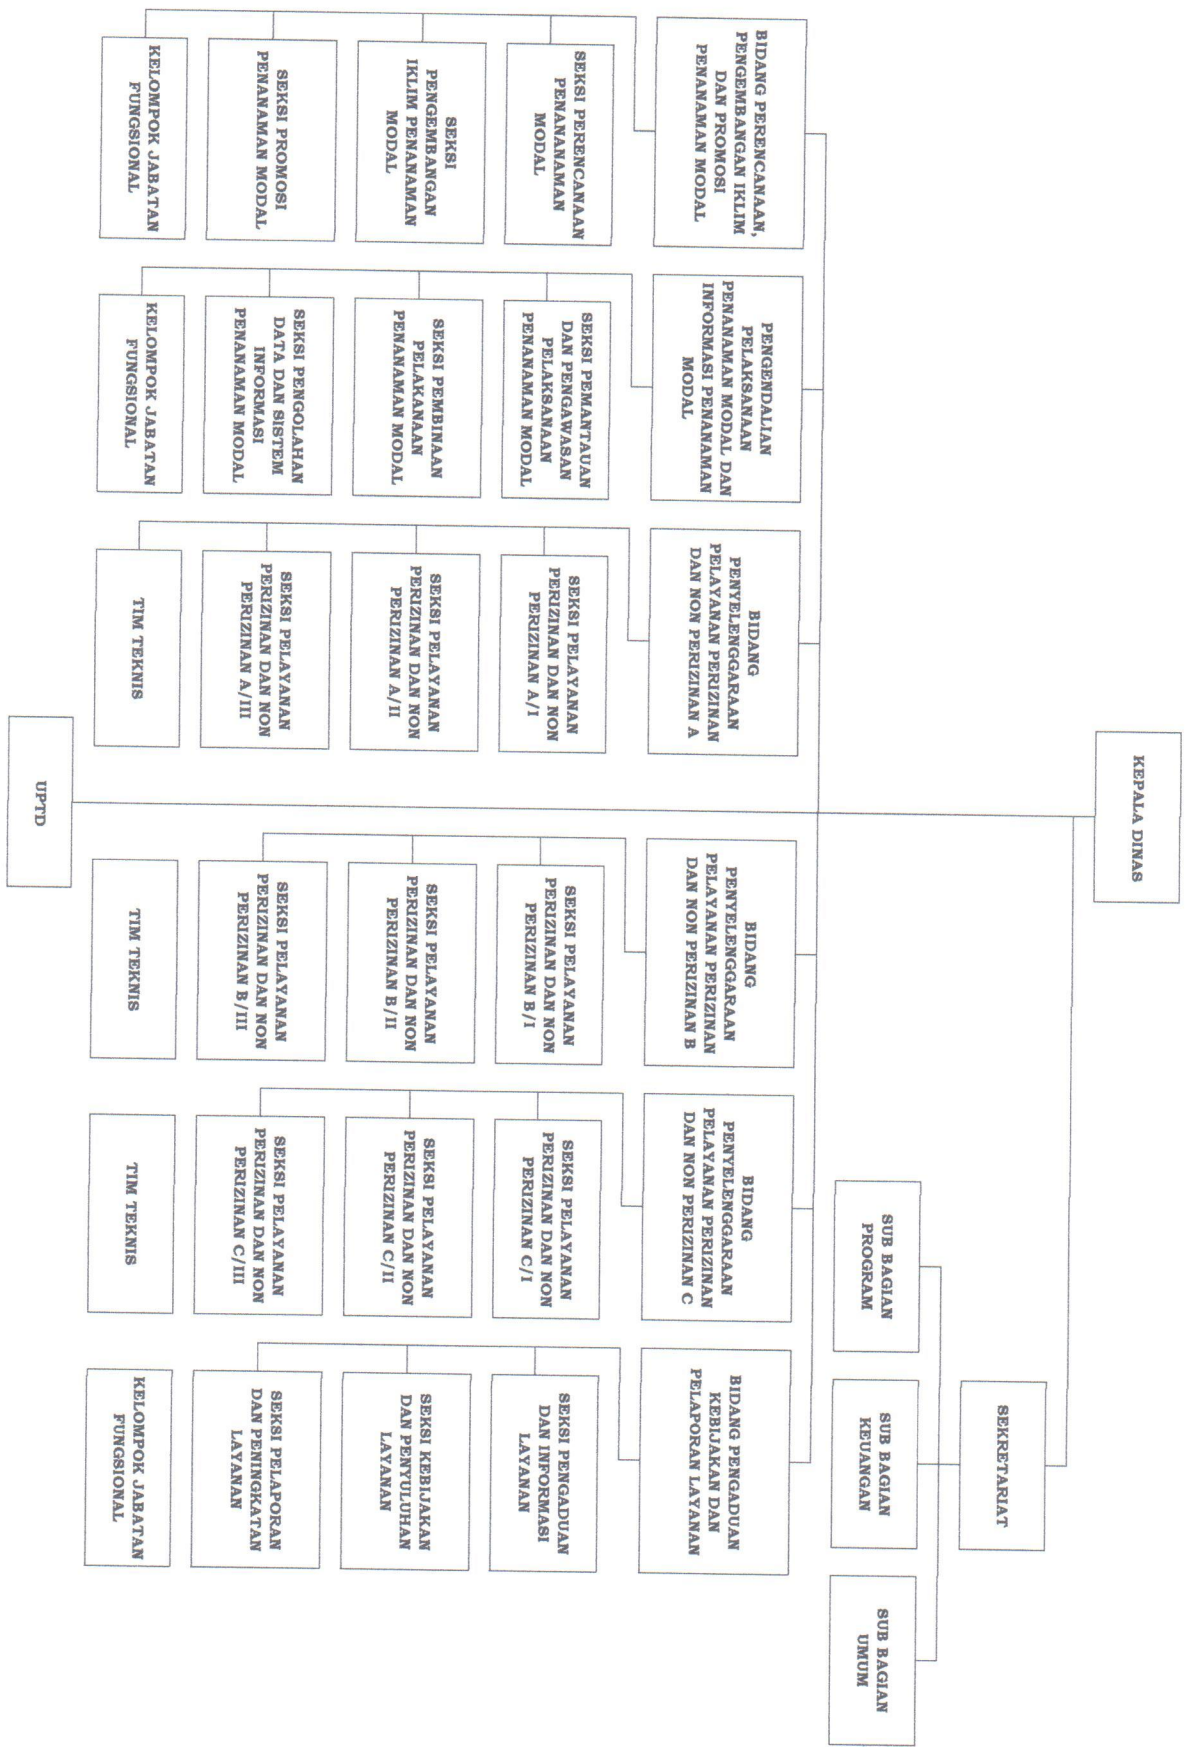 KEPALA DINAS
SEKRETARIAT
SUB BAGIAN
PROGRAM
SUB BAGIAN
KEUANGAN
SUB BAGIAN
UMUM
BIDANG PERENCANAAN,
PENGEMBANGAN IKLIM
DAN PROMOSI
PENANAMAN MODAL
SEKSI PERENCANAAN
PENANANAMAN
MODAL
SEKSI
PENGEMBANGAN
IKLIM PENANAMAN
MODAL
SEKSI PROMOSI
PENANAMAN MODAL
KELOMPOK JABATAN
FUNGSIONAL
PENGENDALIAN
PELAKSANAAN
PENANAMAN MODAL DAN
INFORMASI PENANAMAN
MODAL
SEKSI PEMANTAUAN
DAN PENGAWASAN
PELAKSANAAN
PENANAMAN MODAL
SEKSI PEMBINAAN
PELAKANAAN
PENANAMAN MODAL
SEKSI PENGOLAHAN
DATA DAN SISTEM
INFORMASI
PENANAMAN MODAL
KELOMPOK JABATAN
FUNGSIONAL
BIDANG
PENYELENGGARAAN
PELAYANAN PERIZINAN
DAN NON PERIZINAN A
SEKSI PELAYANAN
PERIZINAN DAN NON
PERIZINAN A/I
SEKSI PELAYANAN
PERIZINAN DAN NON
PERIZINAN A/II
SEKSI PELAYANAN
PERIZINAN DAN NON
PERIZINAN A/III
TIM TEKNIS
BIDANG
PENYELENGGARAAN
PELAYANAN PERIZINAN
DAN NON PERIZINAN B
SEKSI PELAYANAN
PERIZINAN DAN NON
PERIZINAN B/I
SEKSI PELAYANAN
PERIZINAN DAN NON
PERIZINAN B/II
SEKSI PELAYANAN
PERIZINAN DAN NON
PERIZINAN B/III
TIM TEKNIS
BIDANG
PENYELENGGARAAN
PELAYANAN PERIZINAN
DAN NON PERIZINAN C
SEKSI PELAYANAN
PERIZINAN DAN NON
PERIZINAN C/I
SEKSI PELAYANAN
PERIZINAN DAN NON
PERIZINAN C/II
SEKSI PELAYANAN
PERIZINAN DAN NON
PERIZINAN C/III
TIM TEKNIS
BIDANG PENGADUAN
KEBIJAKAN DAN
PELAPORAN LAYANAN
SEKSI PENGADUAN
DAN INFORMASI
LAYANAN
SEKSI KEBIJAKAN
DAN PENYULUHAN
LAYANAN
SEKSI PELAPORAN
DAN PENINGKATAN
LAYANAN
KELOMPOK JABATAN
FUNGSIONAL
UPTD